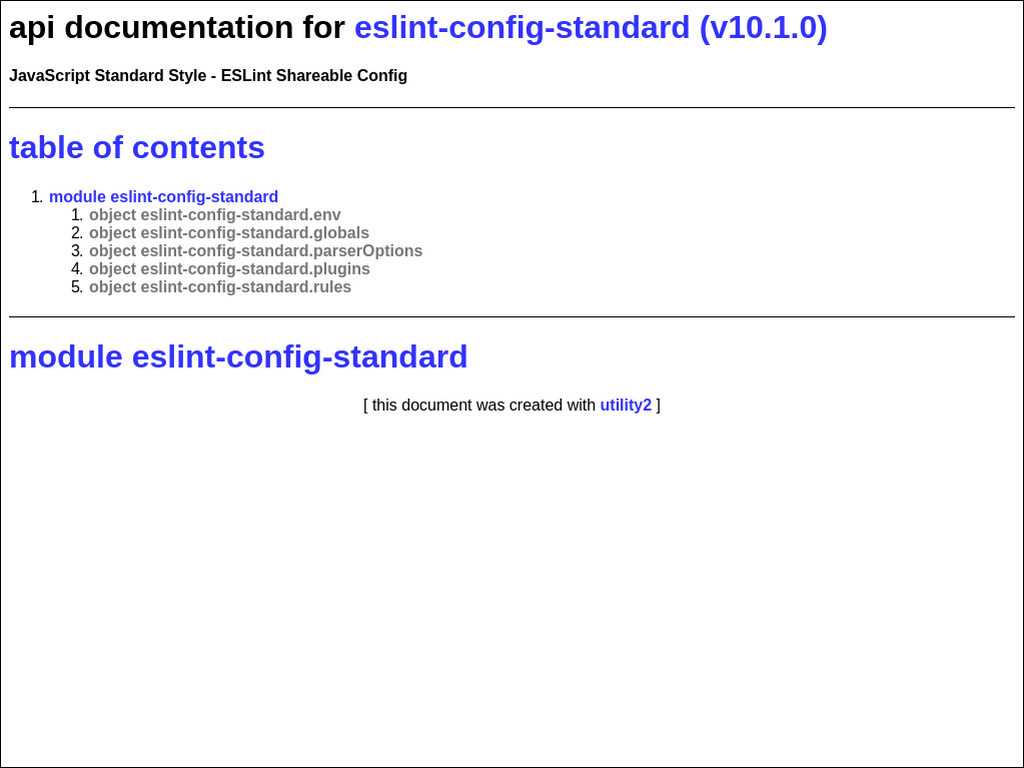 api documentation for eslint-config-standard (v10.1.0)
JavaScript Standard Style - ESLint Shareable Config
table of contents
1. module eslint-config-standard
1. object eslint-config-standard.env
2. object eslint-config-standard.globals
3. object eslint-config-standard.parserOptions
4. object eslint-config-standard.plugins
5. object eslint-config-standard.rules
module eslint-config-standard
[ this document was created with utility2 ]